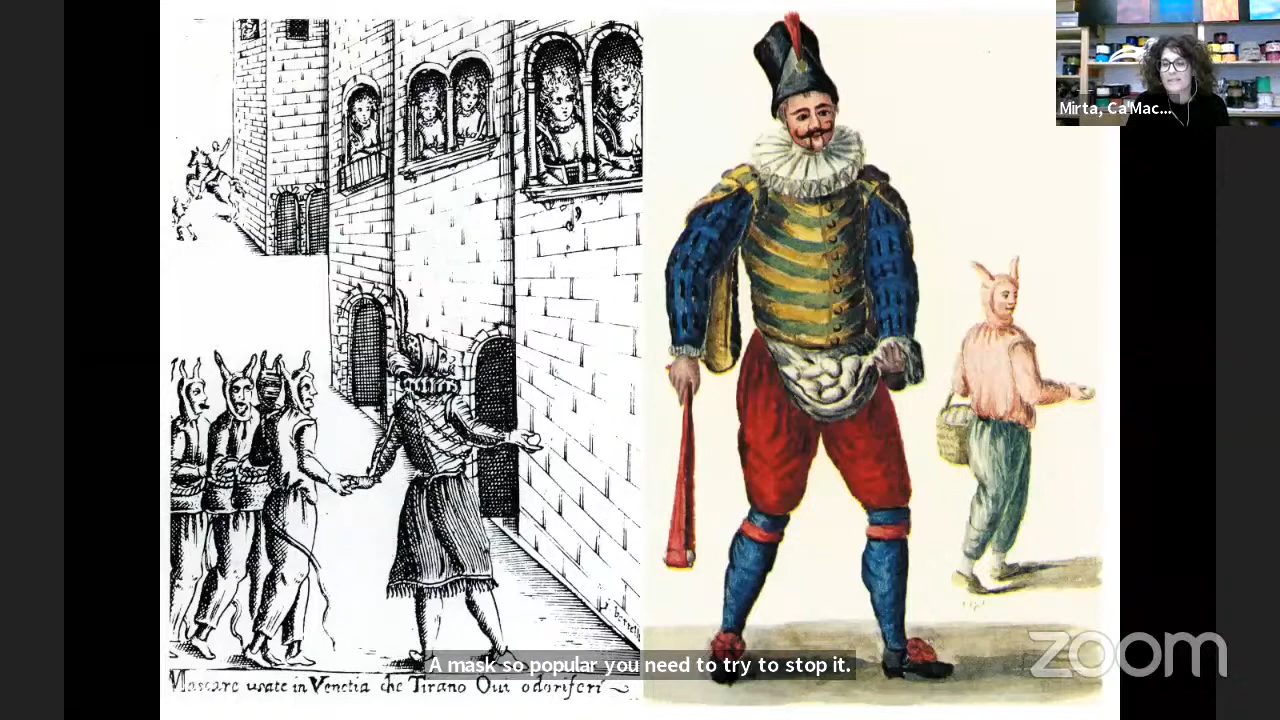 Mirta, Ca'Mac...
A mask so popular you need to try to stop it.
zoom
Mascare usate in Venetia che Tirano Oui odoriferi